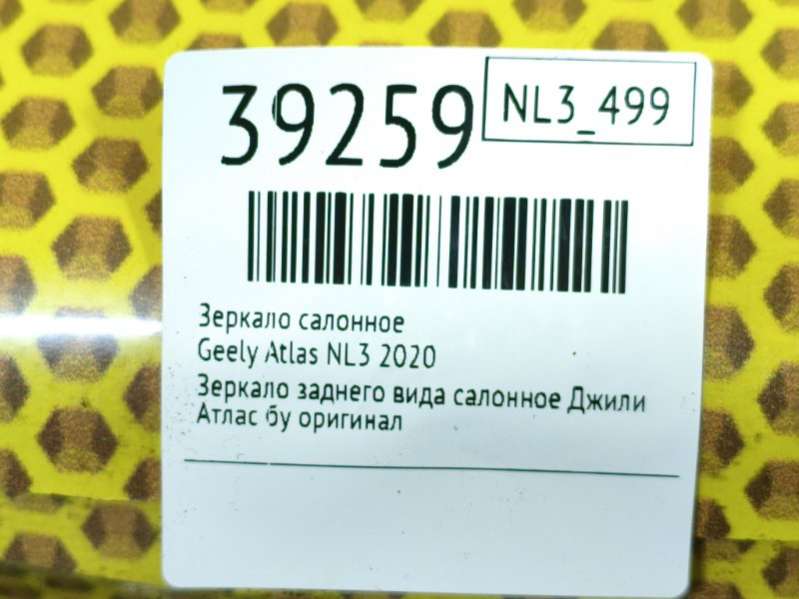 39259
NL3_499
Зеркало салонное
Geely Atlas NL3 2020
Зеркало заднего вида салонное Джили
Атлас бу оригинал